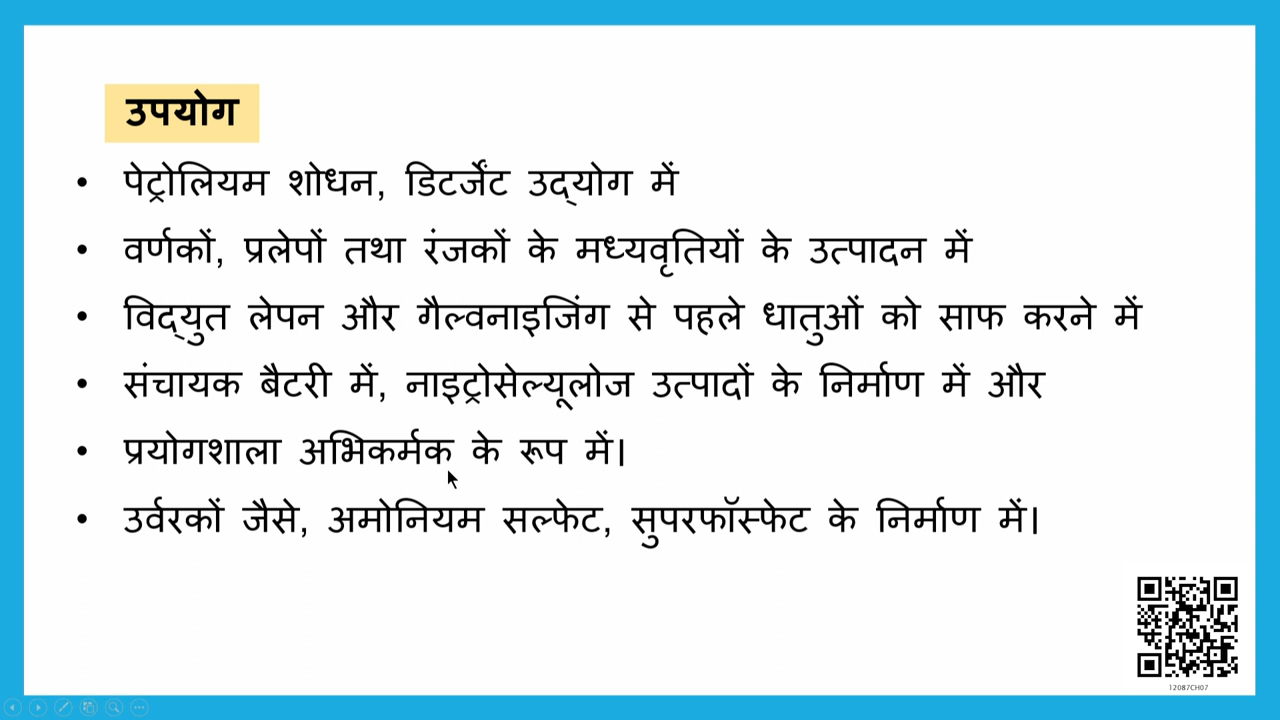 उपयोग
• पेट्रोलियम शोधन, डिटर्जेंट उद्‌योग में
• वर्णकों, प्रलेपों तथा रंजकों के मध्यवृतियों के उत्पादन में
• विद्‌युत लेपन और गैल्वनाइजिंग से पहले धातुओं को साफ करने में
• संचायक बैटरी में, नाइट्रोसेल्यूलोज उत्पादों के निर्माण में और
• प्रयोगशाला अभिकर्मक के रूप में।
• उर्वरकों जैसे, अमोनियम सल्फेट, सुपरफॉस्फेट के निर्माण में।
12087CH07